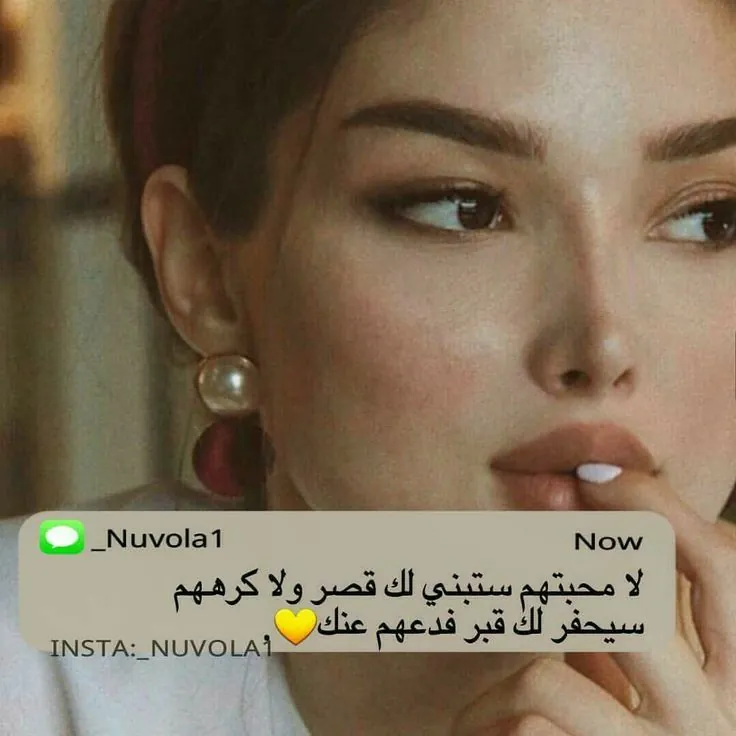 _Nuvola1
Now
لا محبتهم ستبني لك قصر ولا كرههم
سيحفر لك قبر فدعهم عنك💛,
INSTA:_NUVOLA1